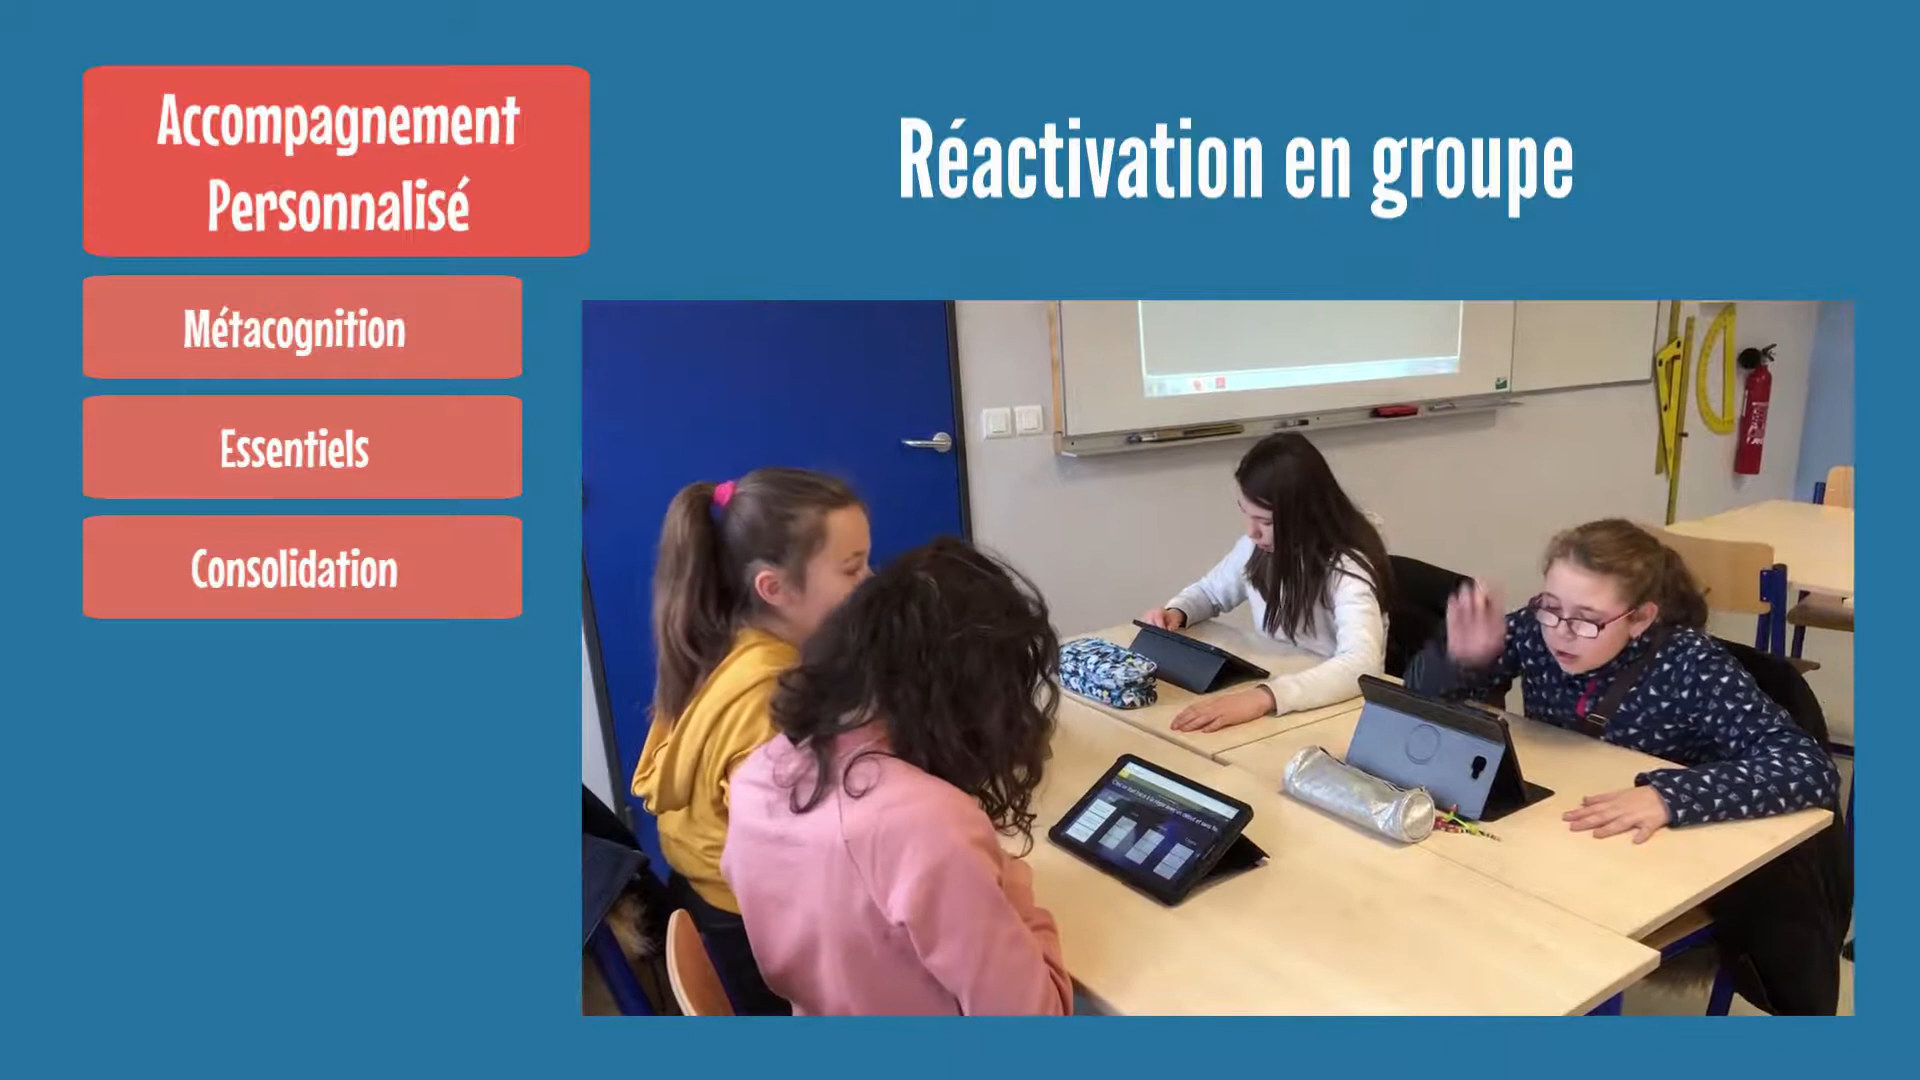 Accompagnement
Personnalisé
Réactivation en groupe
Métacognition
Essentiels
Consolidation